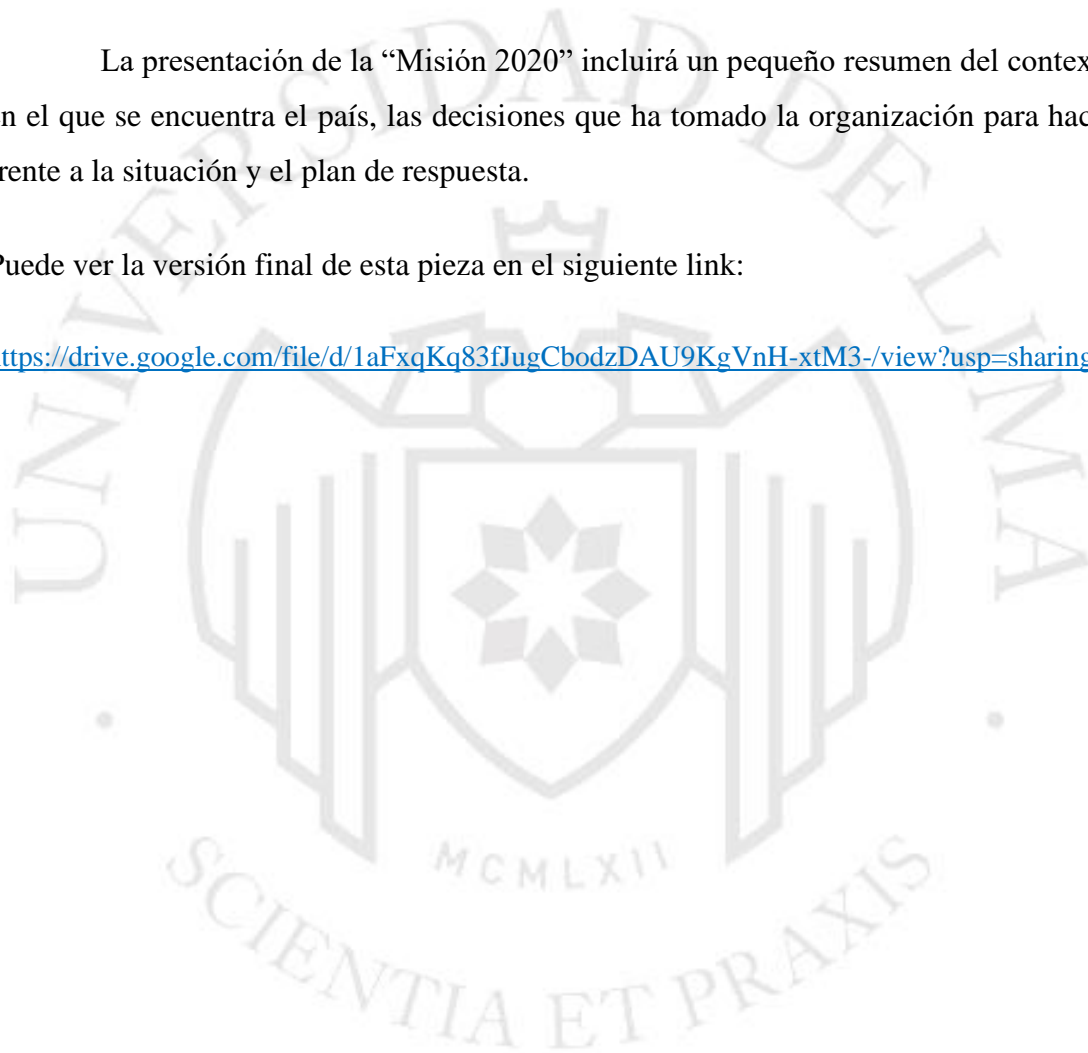 La presentación de la “Misión 2020” incluirá un pequeño resumen del contex
n el que se encuentra el país, las decisiones que ha tomado la organización para hac
rente a la situación y el plan de respuesta.
Puede ver la versión final de esta pieza en el siguiente link:
ttps://drive.google.com/file/d/1aFxqKq83fJugCbodzDAU9KgVnH-xtM3-/view?usp=sharing
UNIVERSIDAD DE LIMA
MCMLXII
SCIENTIA ET PRAXIS